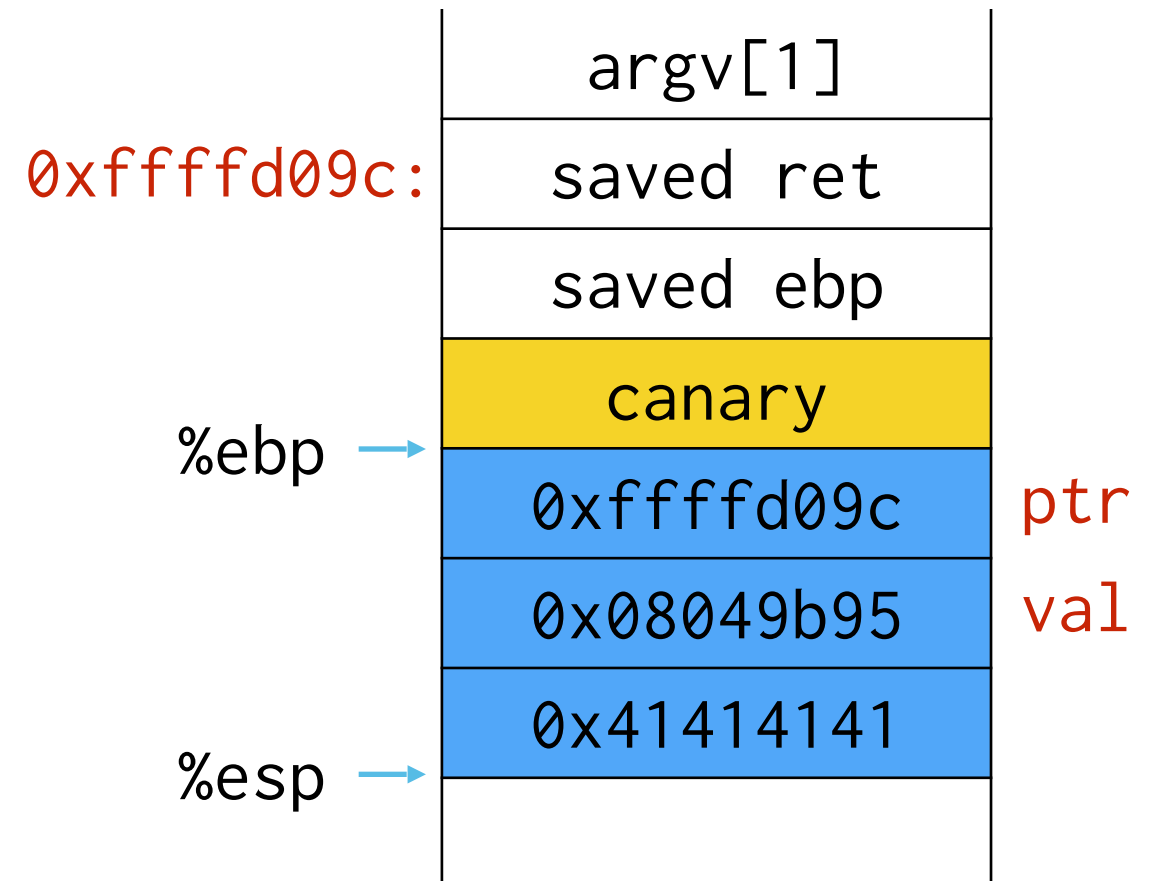 argv[1]
0xffffd09c: saved ret
saved ebp
canary
%ebp
0xffffd09c ptr
0x08049b95 val
0x41414141
%esp